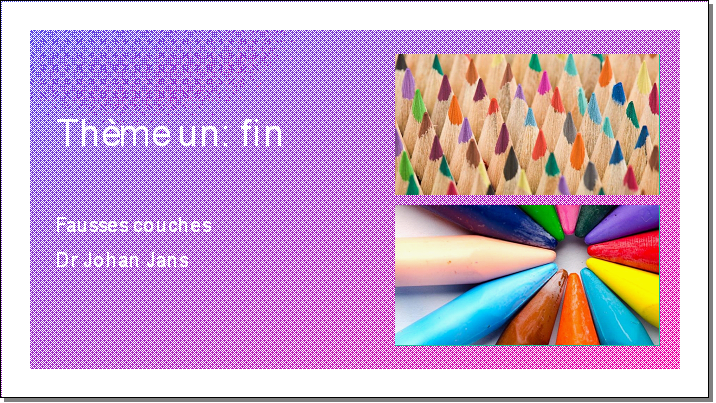 Thème un: fin
Fausses couches
Dr Johan Jans